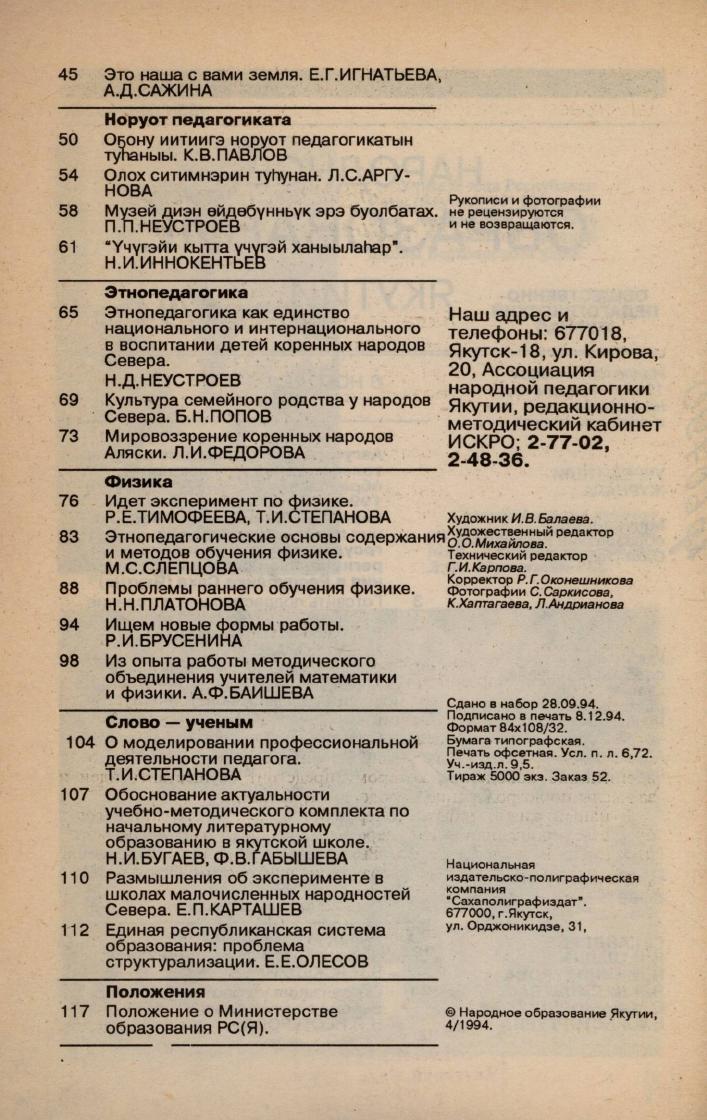 45 Это наша с вами земля. Е.Г.ИГНАТЬЕВА,
А.Д.САЖИНА
Норуот педагогиката
50 Оҕону иитиигэ норуот педагогикатын
туһаныы. К.В.ПАВЛОВ
54 Олох ситимнэрин туһунан. Л.С.АРГУ-
НОВА
58 Музей диэн өйдөбүнньүк эрэ буолбатах.
П.П.НЕУСТРОЕВ
61 "Үчүгэйи кытта үчүгэй ханыылаһар".
Н.И.ИННОКЕНТЬЕВ
Этнопедагогика
65 Этнопедагогика как единство
национального и интернационального
в воспитании детей коренных народов
Севера.
Н.Д.НЕУСТРОЕВ
69 Культура семейного родства у народов
Севера. Б.Н.ПОПОВ
73 Мировоззрение коренных народов
Аляски. Л.И.ФЕДОРОВА
Физика
76 Идет эксперимент по физике.
Р.Е.ТИМОФЕЕВА, Т.И.СТЕПАНОВА
83 Этнопедагогические основы содержания
и методов обучения физике.
М.С.СЛЕПЦОВА
88 Проблемы раннего обучения физике.
Н.Н.ПЛАТОНОВА
94 Ищем новые формы работы.
Р.И.БРУСЕНИНА
98 Из опыта работы методического
объединения учителей математики
и физики. А.Ф.БАИШЕВА
Слово — ученым
104 О моделировании профессиональной
деятельности педагога.
Т.И.СТЕПАНОВА
107 Обоснование актуальности
учебно-методического комплекта по
начальному литературному
образованию в якутской школе.
Н.И.БУГАЕВ, Ф.В.ГАБЫШЕВА
110 Размышления об эксперименте в
школах малочисленных народностей
Севера. Е.П.КАРТАШЕВ
112 Единая республиканская система
образования: проблема
структурализации. Е.Е.ОЛЕСОВ
Положения
117 Положение о Министерстве
образования РС(Я).
Рукописи и фотографии
не рецензируются
и не возвращаются.
Наш адрес и
телефоны: 677018,
Якутск-18, ул. Кирова,
20, Ассоциация
народной педагогики
Якутии, редакционно-
методический кабинет
ИСКРО; 2-77-02,
2-48-36.
Художник И.В.Балаева.
Художественный редактор
О.О.Михайлова.
Технический редактор
Г.И.Карпова.
Корректор Р.Г.Оконешникова
Фотографии С.Саркисова,
К.Хаптагаева, Л.Андрианова
Сдано в набор 28.09.94.
Подписано в печать 8.12.94.
Формат 84х108/32.
Бумага типографская.
Печать офсетная. Усл. п. л. 6,72.
Уч.-изд.л. 9,5.
Тираж 5000 экз. Заказ 52.
Национальная
издательско-полиграфическая
компания
"Сахаполиграфиздат".
677000, г.Якутск,
ул. Орджоникидзе, 31,
© Народное образование Якутии,
4/1994.